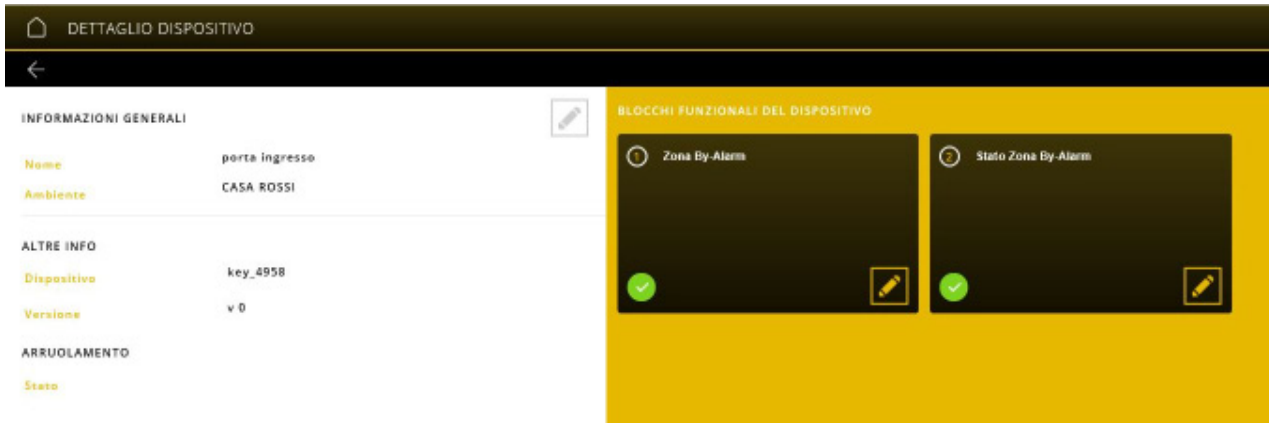 DETTAGLIO DISPOSITIVO
INFORMAZIONI GENERALI
Nome porta ingresso
Ambiente CASA ROSSI
ALTRE INFO
Dispositivo key_4958
Versione v 0
ARRUOLAMENTO
Stato
BLOCCHI FUNZIONALI DEL DISPOSITIVO
1 Zona By-Alarm
2 Stato Zona By-Alarm